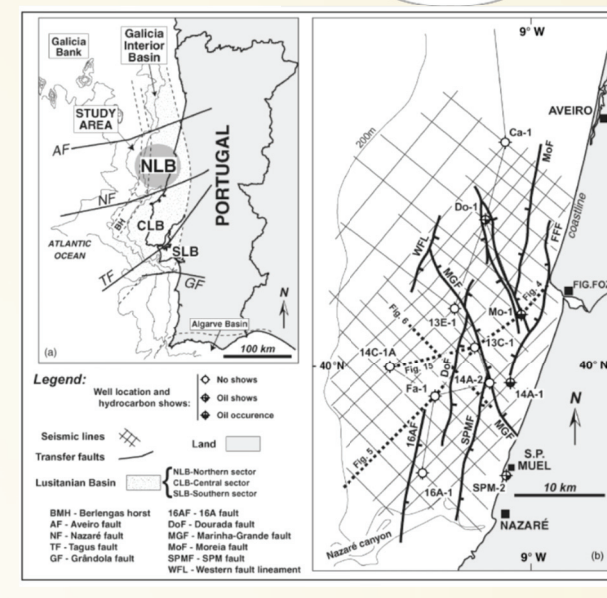 Galicia
Bank
Galicia
Interior
Basin
STUDY
AREA
AF
NLB
NF
BH
CLB
SLB
PORTUGAL
ATLANTIC
OCEAN
TF
GF
N
Algarve Basin
(a)
100 km
Legend:
Well location and
hydrocarbon shows:
No shows
Oil shows
Oil occurence
Seismic lines
Land
Transfer faults
Lusitanian Basin
NLB-Northern sector
CLB-Central sector
SLB-Southern sector
BMH - Berlengas horst
AF - Aveiro fault
NF - Nazaré fault
TF - Tagus fault
GF - Grândola fault
16AF - 16A fault
DoF - Dourada fault
MGF - Marinha-Grande fault
MoF - Moreia fault
SPMF - SPM fault
WFL - Western fault lineament
9° W
AVEIRO
200m
Ca-1
MoF
Do-1
coastline
WFL
FFF
MGF
Fig. 4
FIG.FOZ
Fig. 6
Mo-1
13E-1
13C-1
14C-1A
40°N
Fig. 15
DoF
40° N
14A-2
14A-1
Fa-1
N
16AF
SPMF
MGF
Fig. 5
S.P.
MUEL
16A-1
SPM-2
10 km
NAZARÉ
Nazaré canyon
9° W
(b)